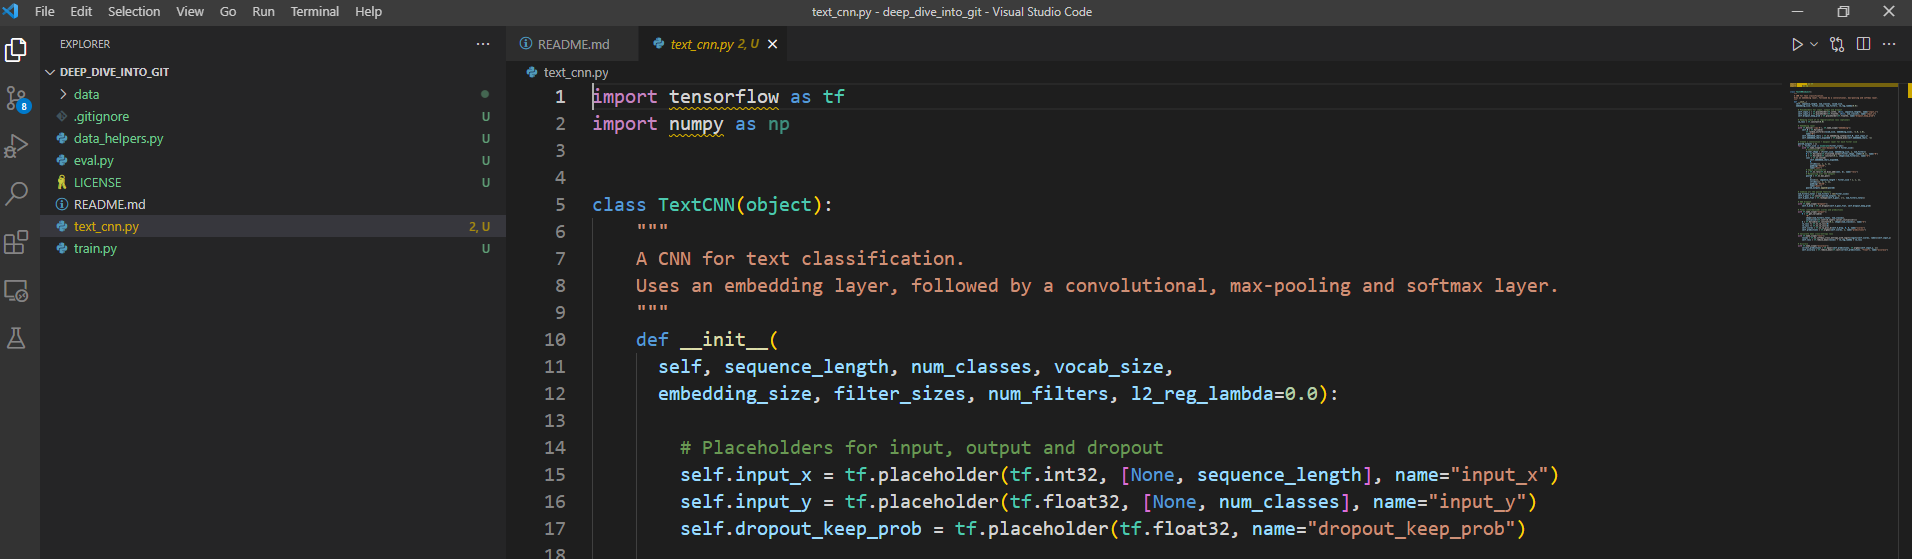 File Edit Selection View Go Run Terminal Help
text_cnn.py - deep_dive_into_git - Visual Studio Code
EXPLORER
DEEP_DIVE_INTO_GIT
data
.gitignore U
data_helpers.py U
eval.py U
LICENSE U
README.md
text_cnn.py 2, U
train.py U
8
README.md
text_cnn.py 2, U
text_cnn.py
1 import tensorflow as tf
2 import numpy as np
3
4
5 class TextCNN(object):
6 """
7 A CNN for text classification.
8 Uses an embedding layer, followed by a convolutional, max-pooling and softmax layer.
9 """
10 def __init__(
11 self, sequence_length, num_classes, vocab_size,
12 embedding_size, filter_sizes, num_filters, l2_reg_lambda=0.0):
13
14 # Placeholders for input, output and dropout
15 self.input_x = tf.placeholder(tf.int32, [None, sequence_length], name="input_x")
16 self.input_y = tf.placeholder(tf.float32, [None, num_classes], name="input_y")
17 self.dropout_keep_prob = tf.placeholder(tf.float32, name="dropout_keep_prob")
18